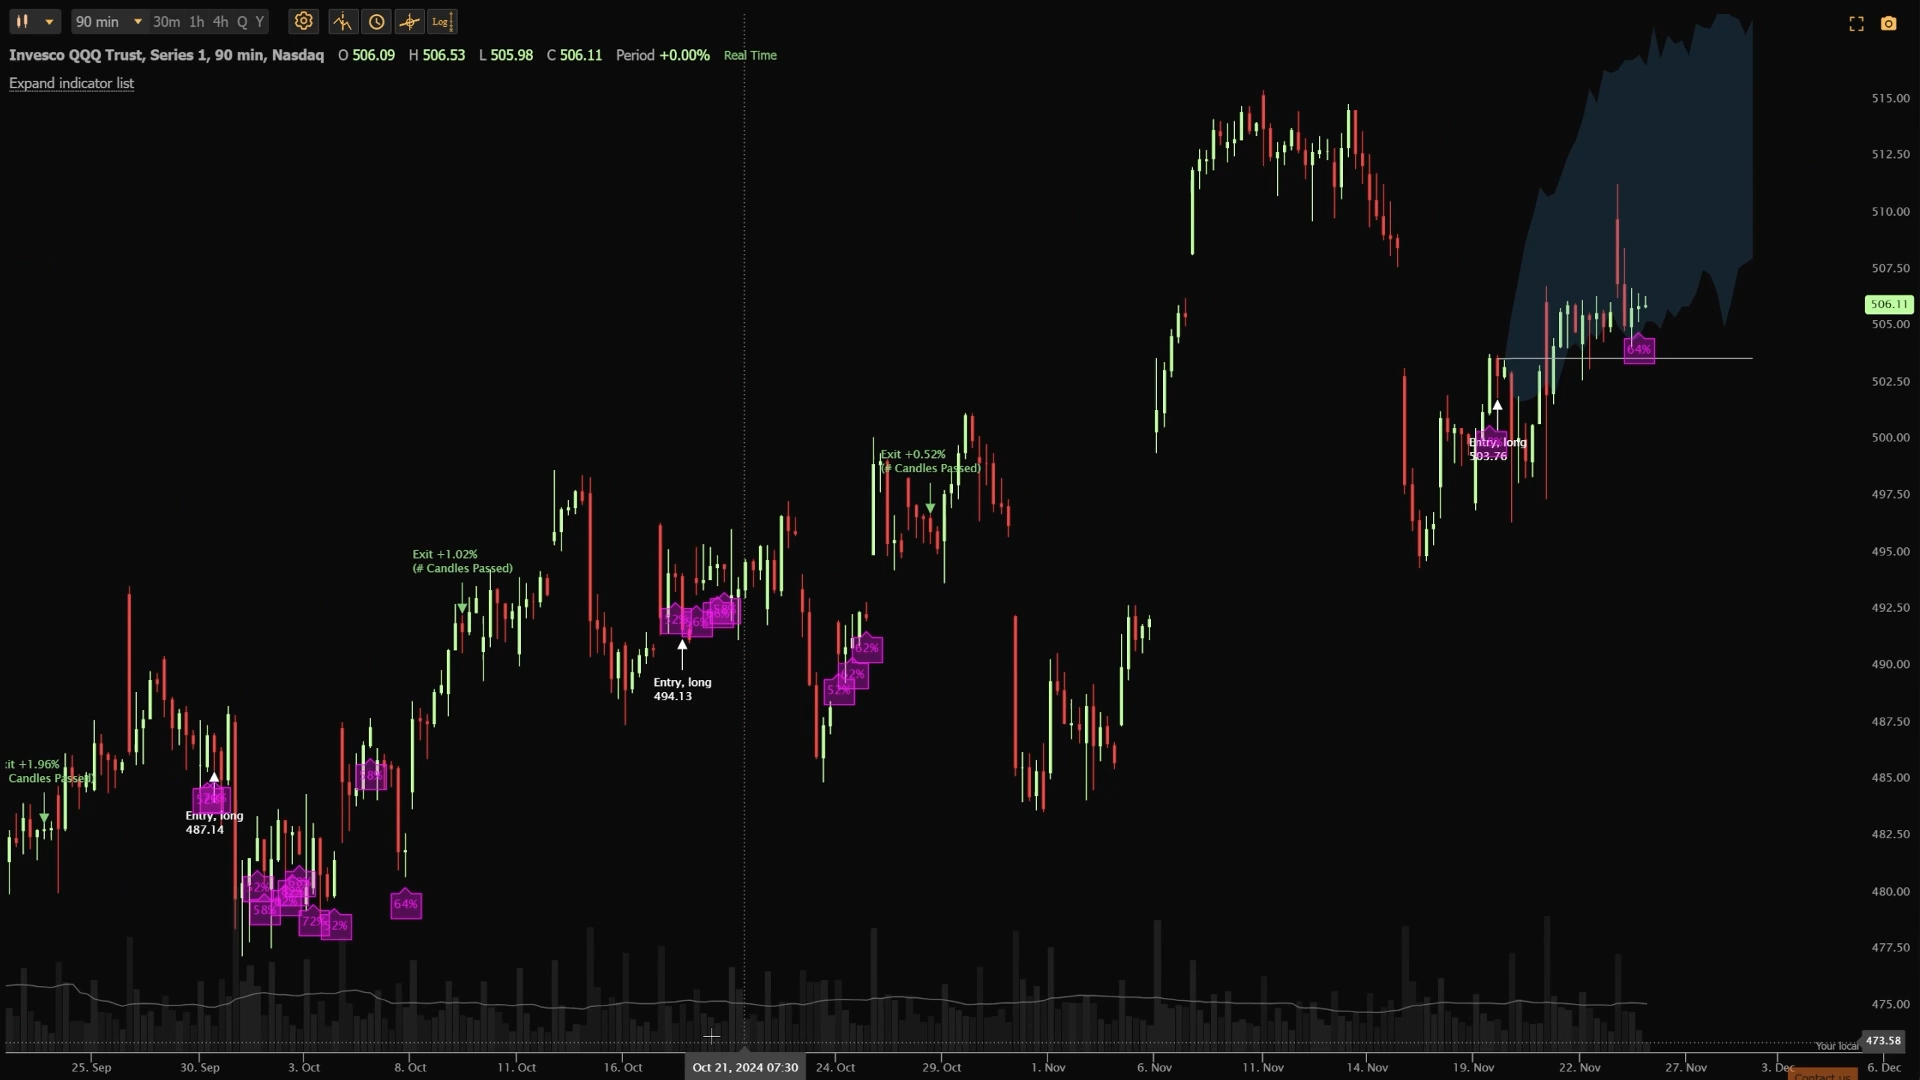 90 min 30m 1h 4h Q Y Log
Invesco QQQ Trust, Series 1, 90 min, Nasdaq O 506.09 H 506.53 L 505.98 C 506.11 Period +0.00% Real Time
Expand indicator list
515.00
512.50
510.00
507.50
506.11
505.00
64%
502.50
500.00
Entry, long
503.76
Exit +0.52%
(# Candles Passed)
497.50
495.00
Exit +1.02%
(# Candles Passed)
492.50
490.00
62%
62%
52%
Entry, long
494.13
487.50
485.00
+1.96%
Candles Passed)
Entry, long
487.14
482.50
480.00
64%
58%
72%
52%
477.50
475.00
473.58
Your local
25.Sep 30.Sep 3.Oct 8.Oct 11.Oct 16.Oct Oct 21, 2024 07:30 24.Oct 29.Oct 1. Nov 6. Nov 11.Nov 14. Nov 19.Nov 22. Nov 27. Nov 3. Dec 6. Dec
Contact us